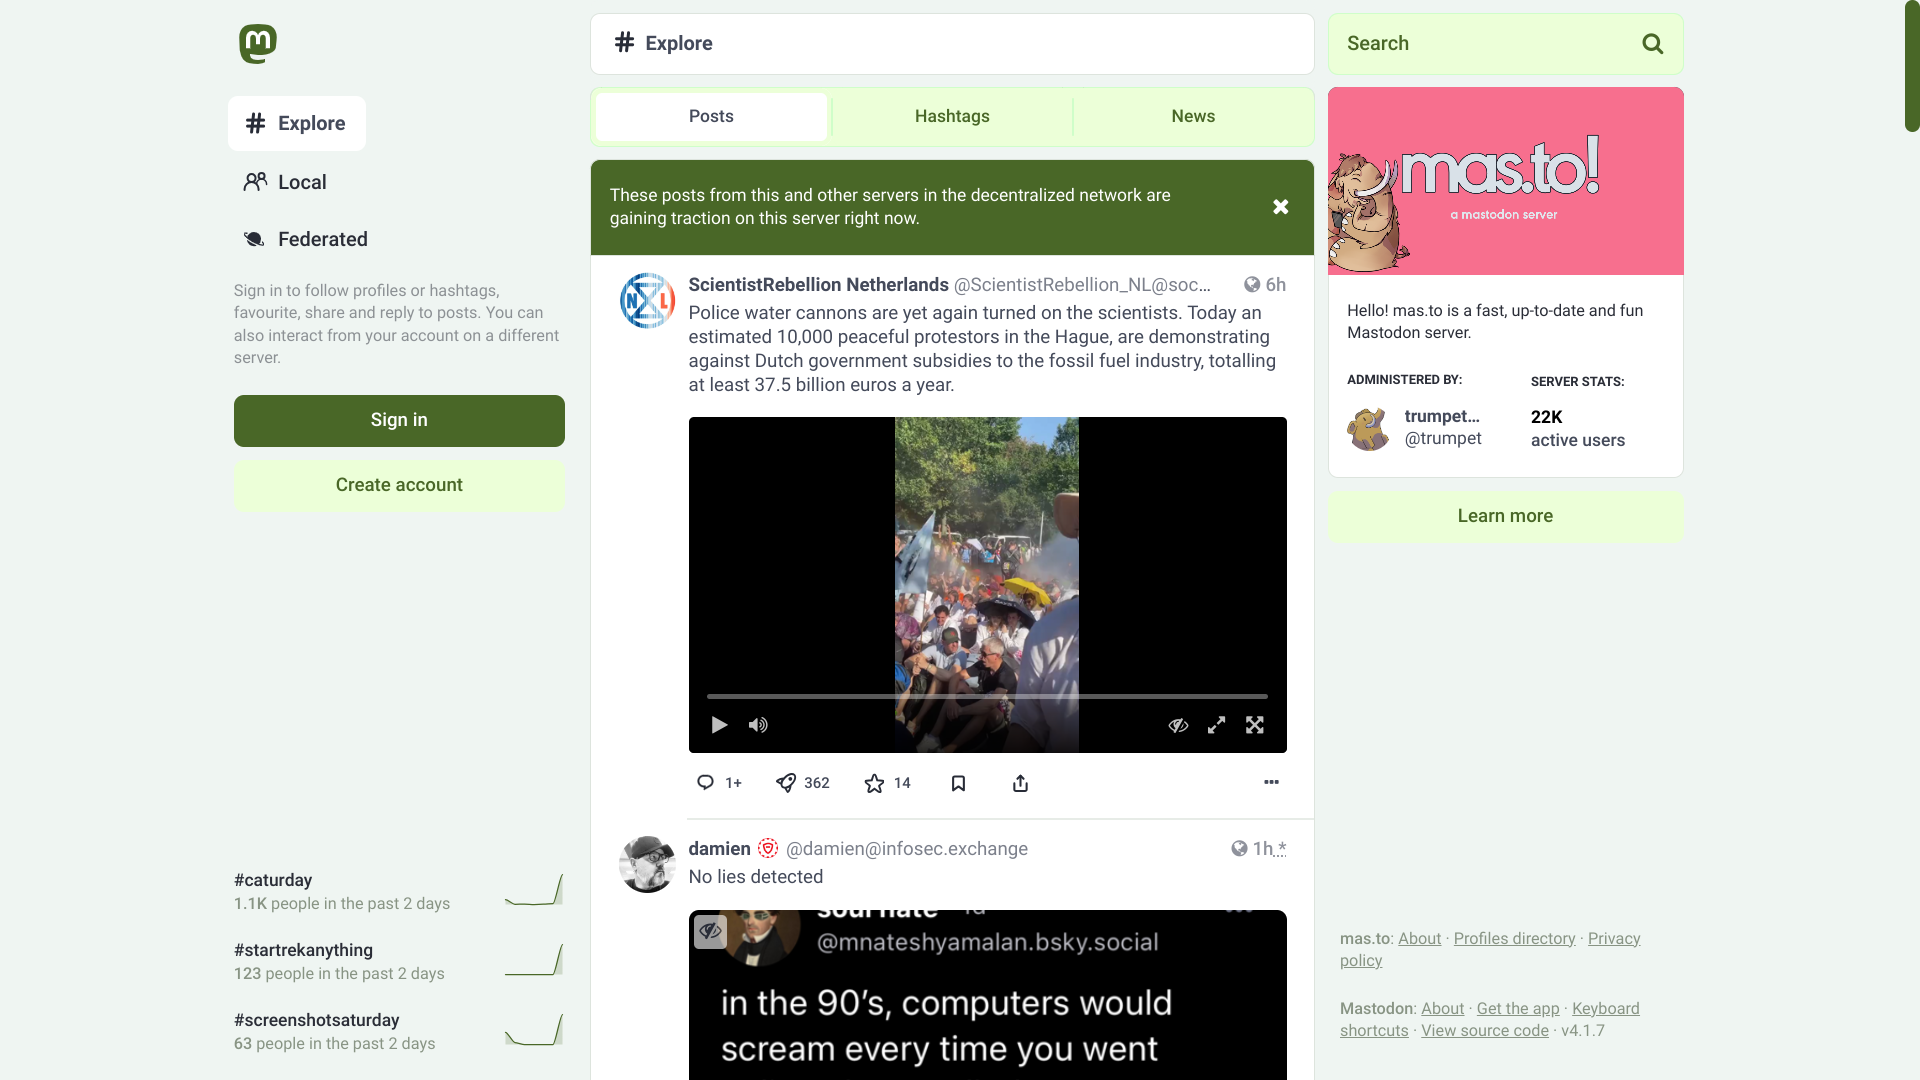 Explore
Local
Federated
Sign in to follow profiles or hashtags,
favourite, share and reply to posts. You can
also interact from your account on a different
server.
Sign in
Create account
#caturday
1.1K people in the past 2 days
#startrekanything
123 people in the past 2 days
#screenshotsaturday
63 people in the past 2 days
Explore
Posts
Hashtags
News
These posts from this and other servers in the decentralized network are
gaining traction on this server right now.
ScientistRebellion Netherlands @ScientistRebellion_NL@soc... 6h
N L
Police water cannons are yet again turned on the scientists. Today an
estimated 10,000 peaceful protestors in the Hague, are demonstrating
against Dutch government subsidies to the fossil fuel industry, totalling
at least 37.5 billion euros a year.
1+ 362 14
damien @damien@infosec.exchange 1h *
No lies detected
soul nate 1d
@mnateshyamalan.bsky.social
in the 90's, computers would
scream every time you went
Search
mas.to!
a mastodon server
Hello! mas.to is a fast, up-to-date and fun
Mastodon server.
ADMINISTERED BY:
trumpet...
@trumpet
SERVER STATS:
22K
active users
Learn more
mas.to: About · Profiles directory · Privacy
policy
Mastodon: About · Get the app · Keyboard
shortcuts · View source code · v4.1.7